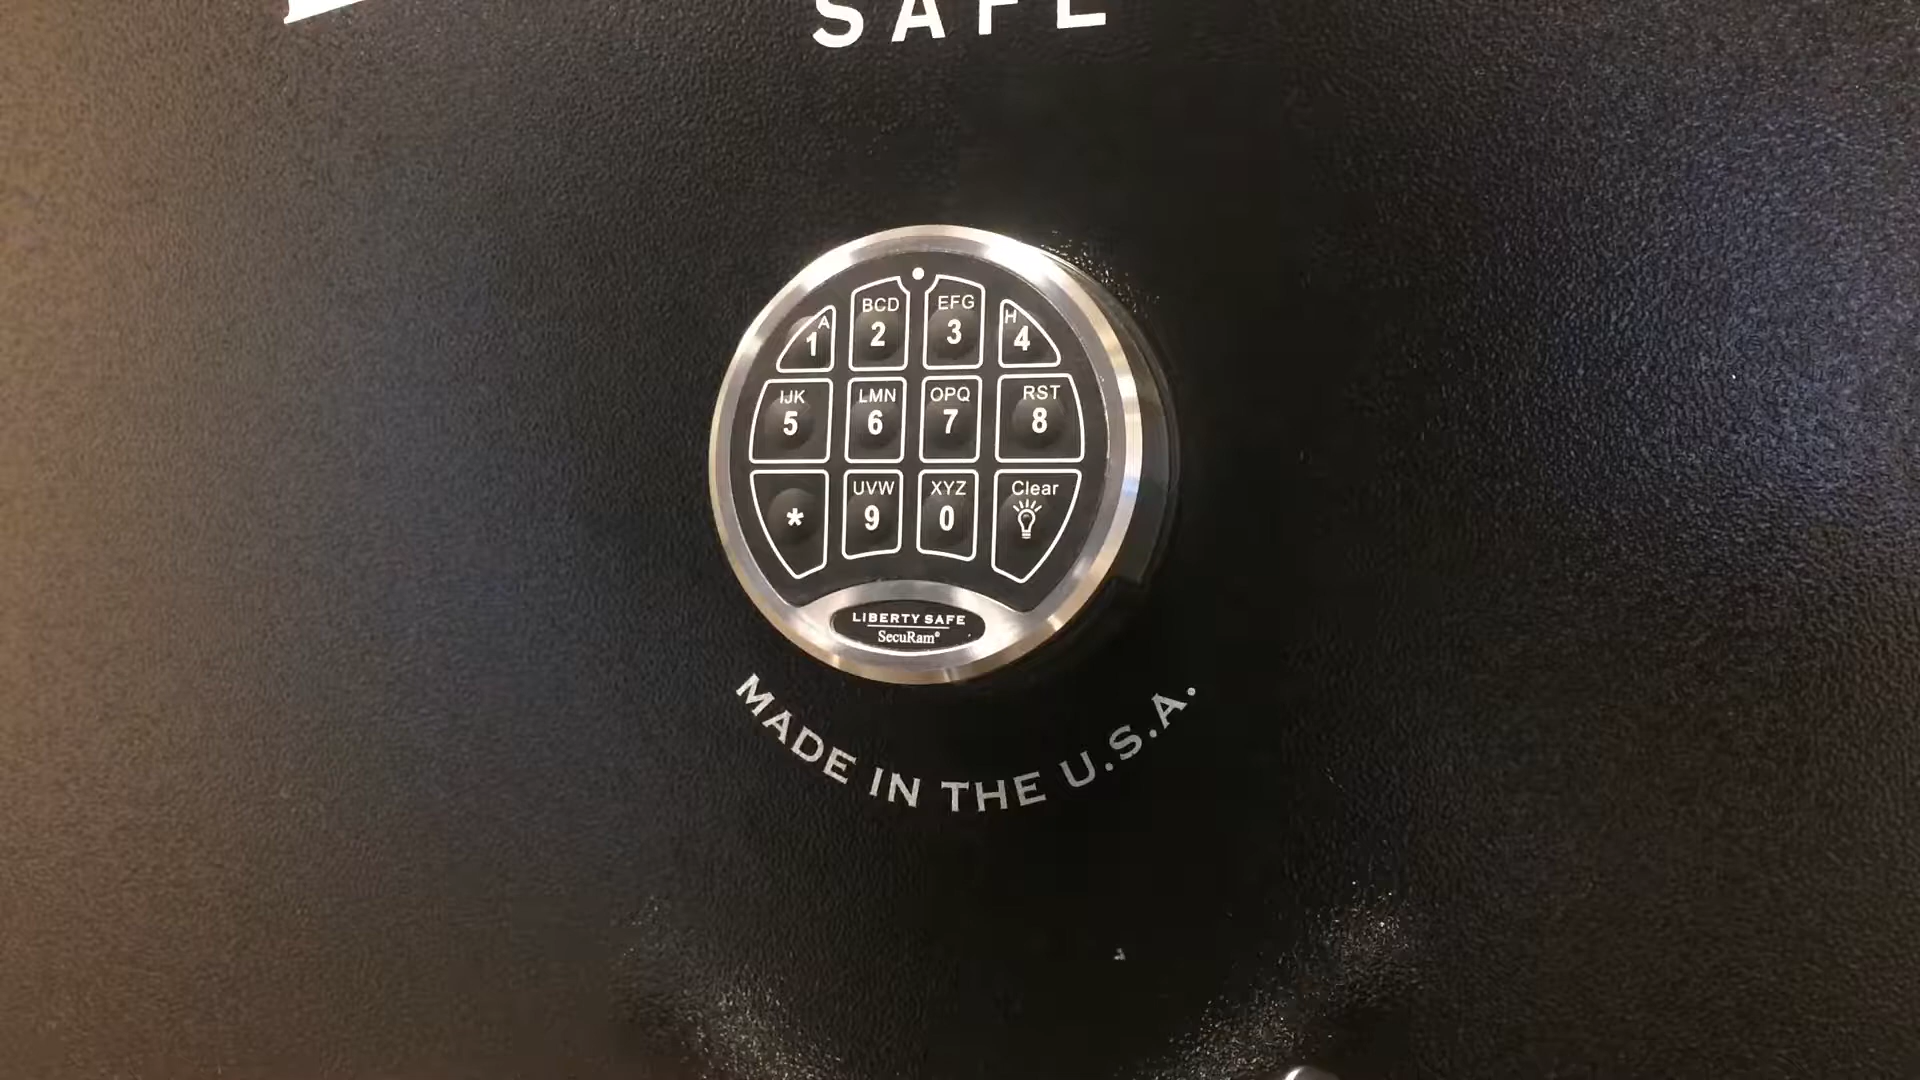 SAFE
A BCD EFG H
1 2 3 4
IJK LMN OPQ RST
5 6 7 8
UVW XYZ Clear
* 9 0
LIBERTY SAFE
SecuRam®
MADE IN THE U.S.A.